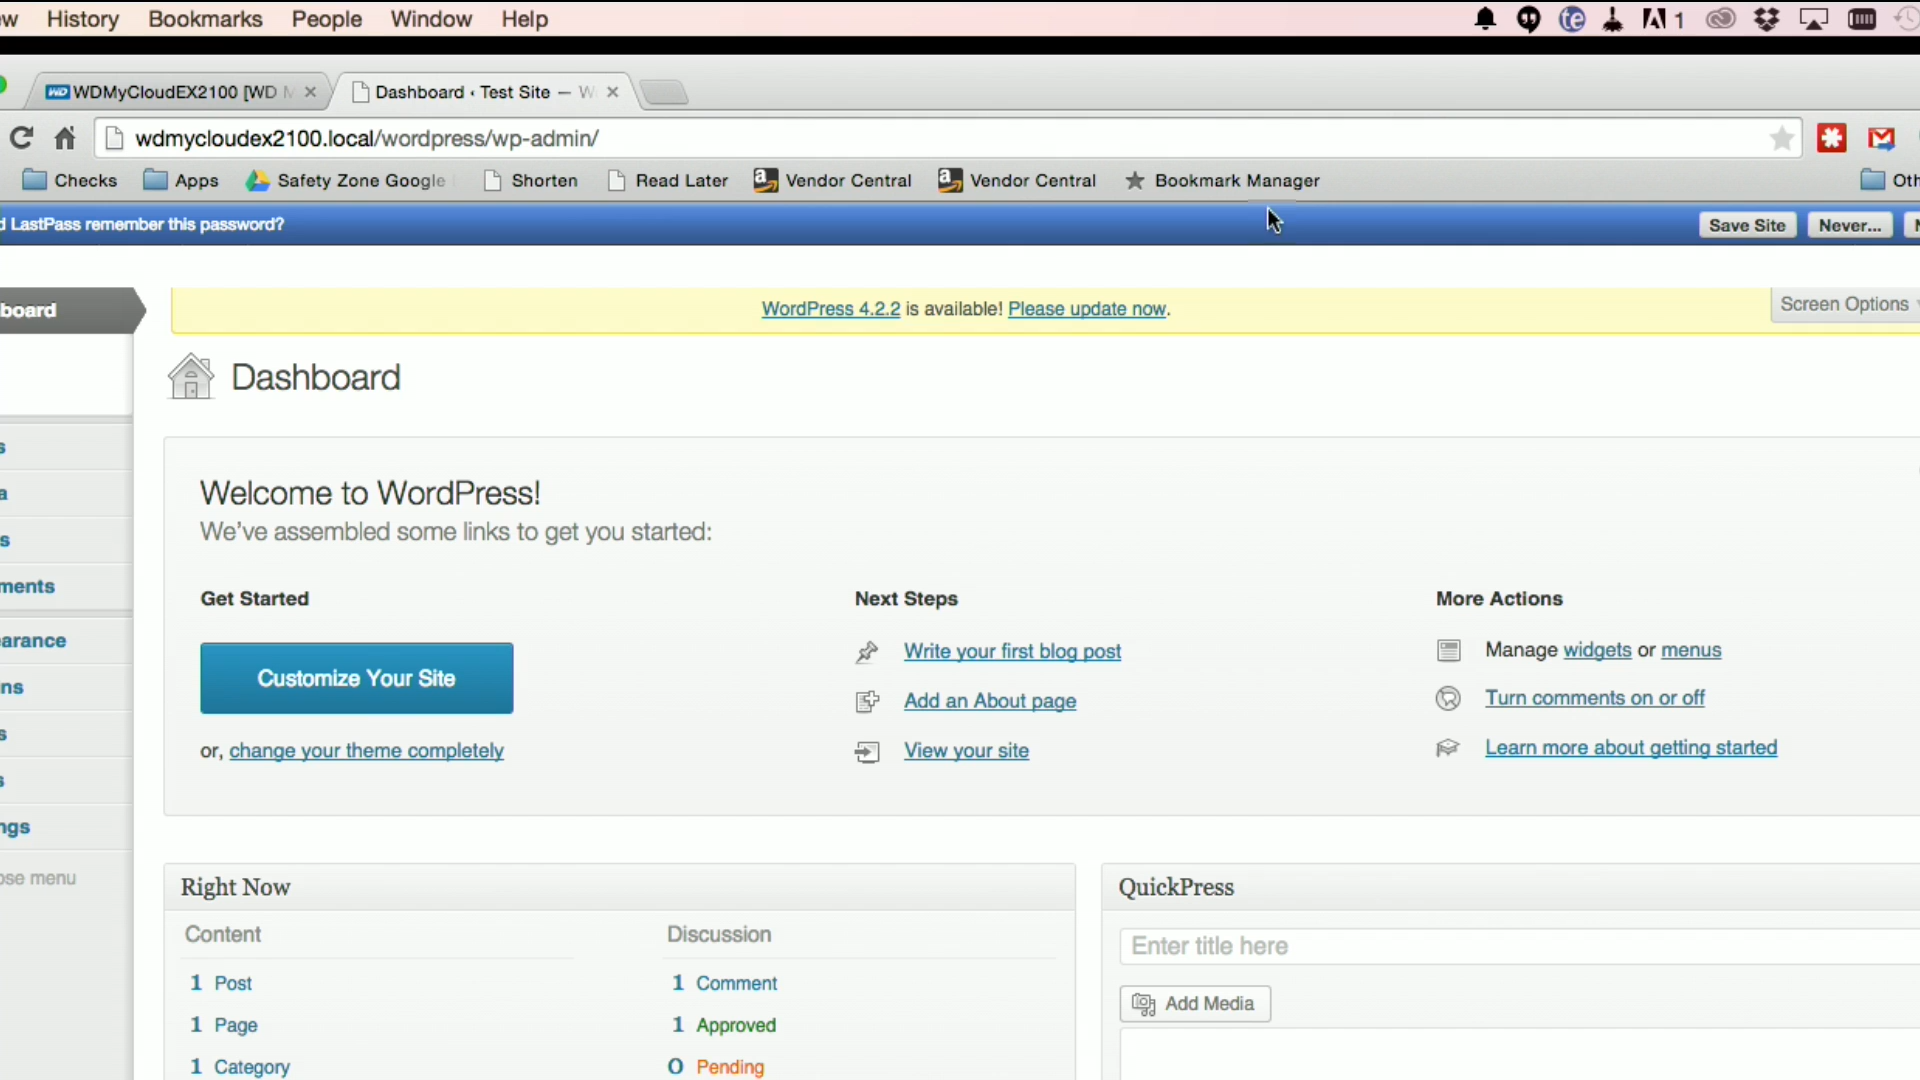 History Bookmarks People Window Help
1
WDMyCloudEX2100 [WD
Dashboard ‹ Test Site —
wdmycloudex2100.local/wordpress/wp-admin/
Checks Apps Safety Zone Google Shorten Read Later Vendor Central Vendor Central Bookmark Manager
LastPass remember this password? Save Site Never...
board
WordPress 4.2.2 is available! Please update now.
Screen Options
Dashboard
Welcome to WordPress!
We've assembled some links to get you started:
s
a
s
ments
earance
ns
s
s
ngs
ose menu
Get Started
Customize Your Site
or, change your theme completely
Next Steps
Write your first blog post
Add an About page
View your site
More Actions
Manage widgets or menus
Turn comments on or off
Learn more about getting started
Right Now
Content
1 Post
1 Page
1 Category
Discussion
1 Comment
1 Approved
0 Pending
QuickPress
Enter title here
Add Media